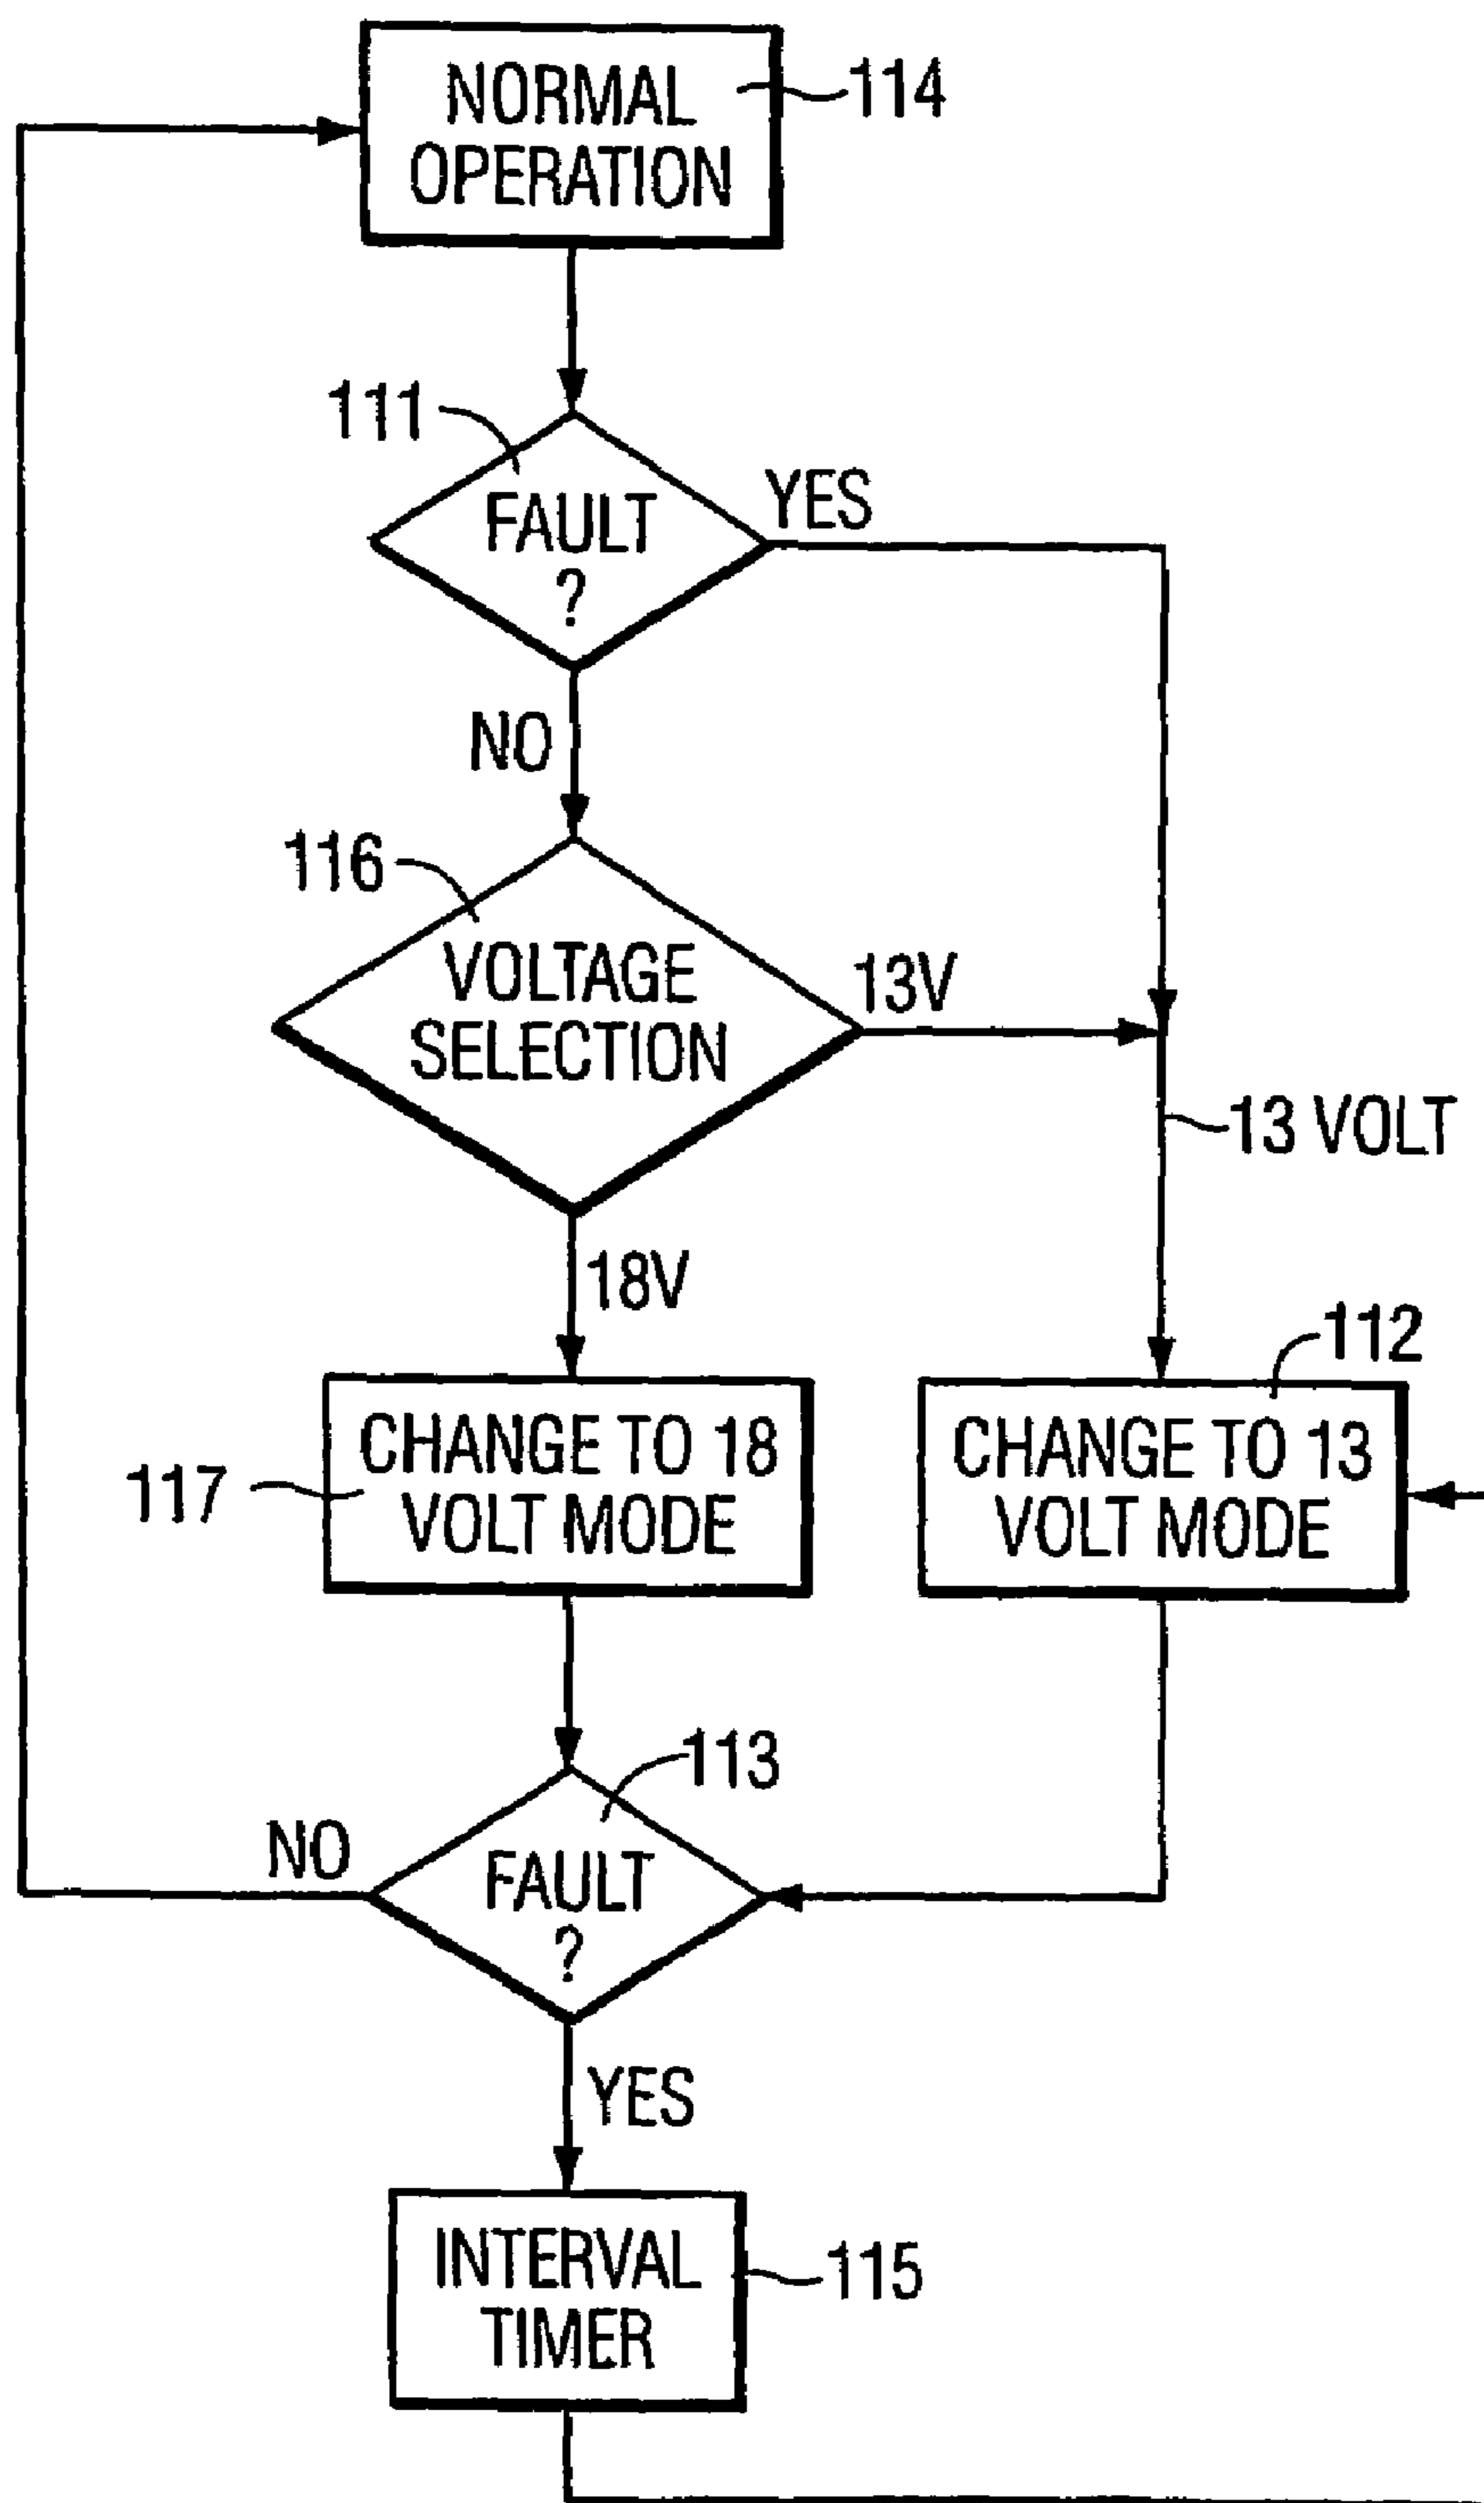 NORMAL
OPERATION
114
111
FAULT
?
YES
NO
116
VOLTAGE
SELECTION
13V
13 VOLT
18V
112
CHANGE TO 18
VOLT MODE
117
CHANGE TO 13
VOLT MODE
113
NO
FAULT
?
YES
INTERVAL
TIMER
115